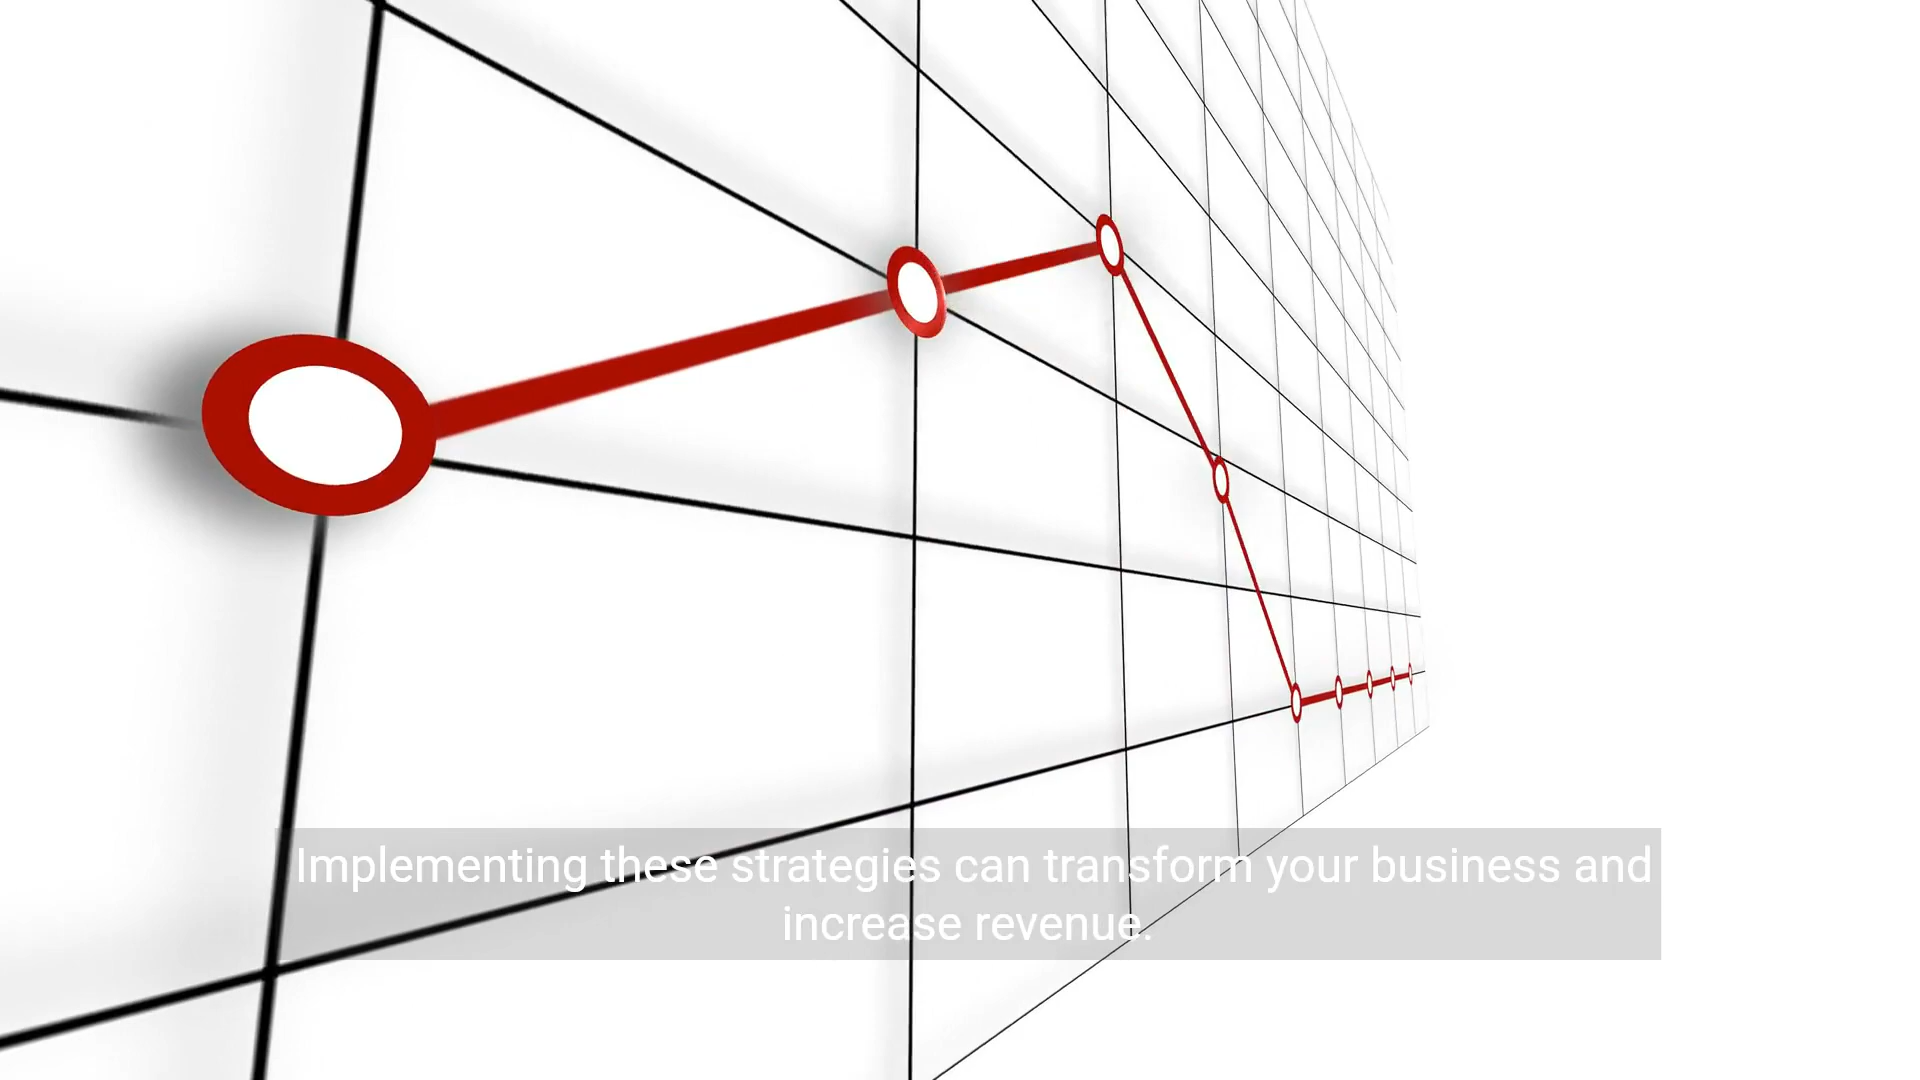 Implementing these strategies can transform your business and
increase revenue.